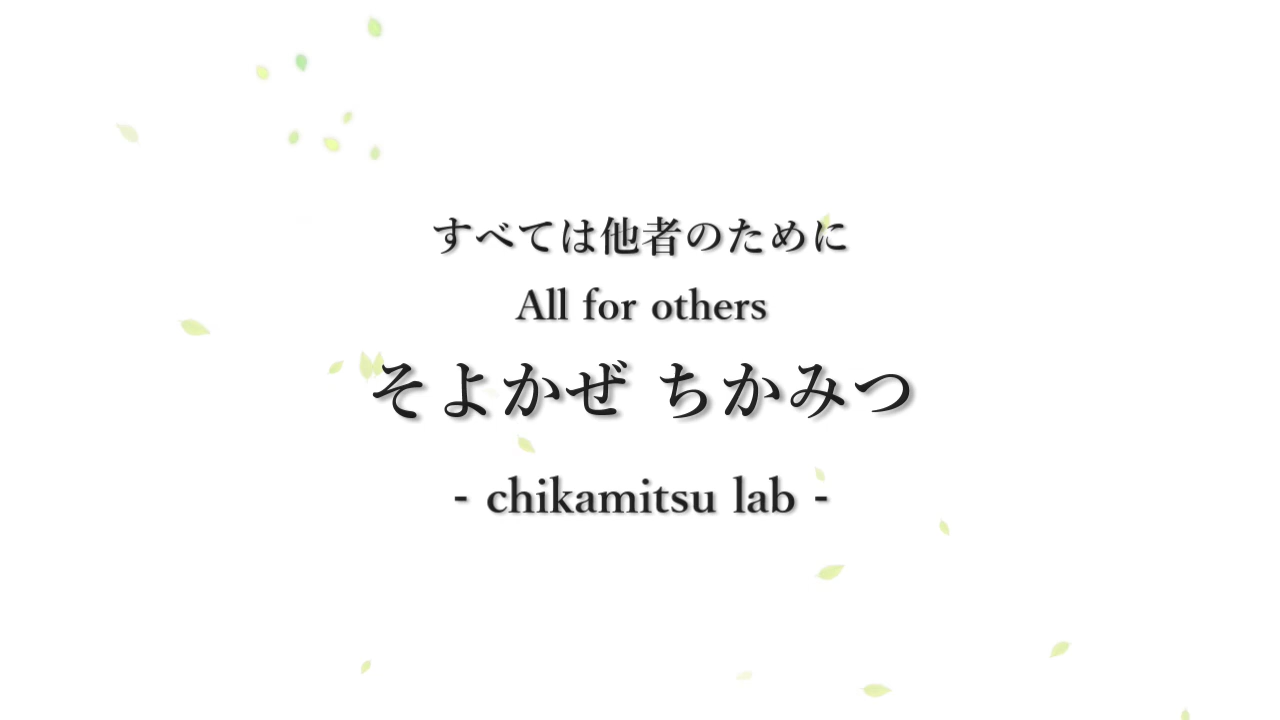 すべては他者のために
All for others
そよかぜ ちかみつ
- chikamitsu lab -